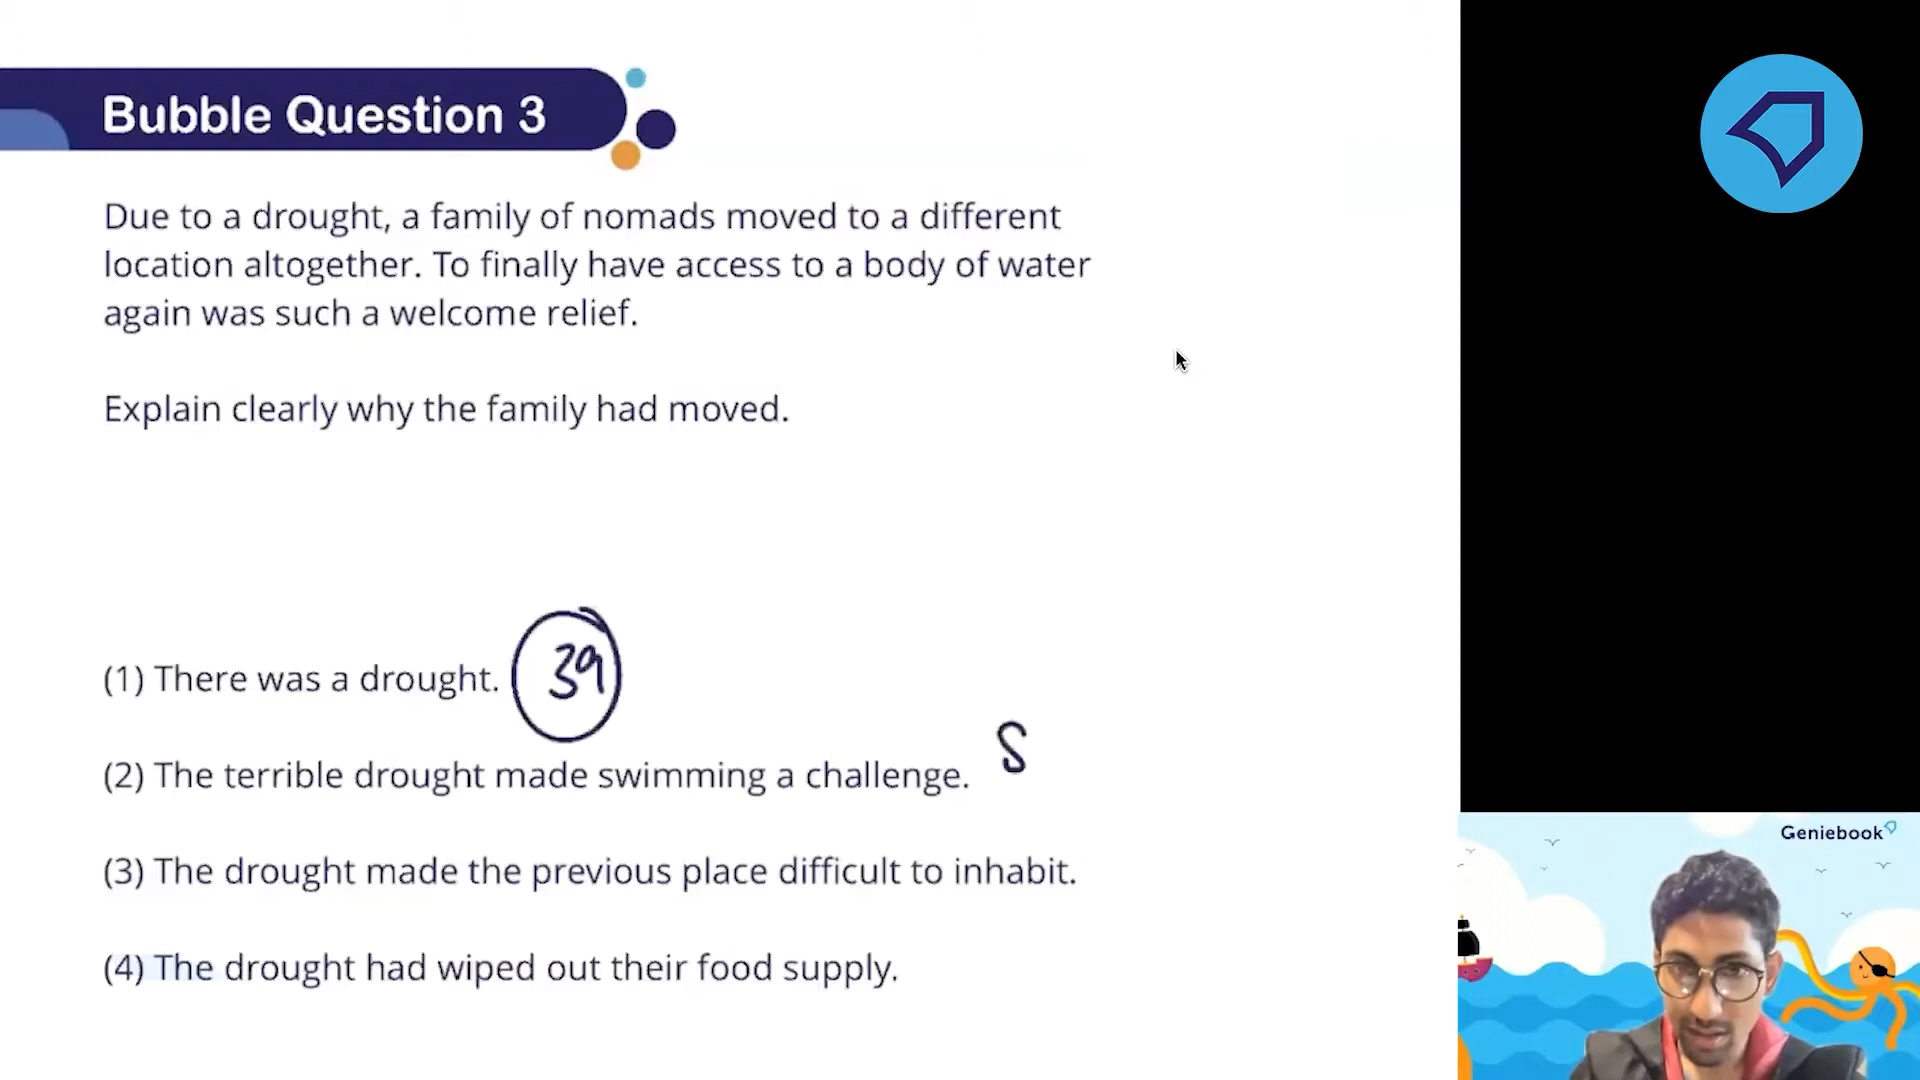 Bubble Question 3
Due to a drought, a family of nomads moved to a different
location altogether. To finally have access to a body of water
again was such a welcome relief.
Explain clearly why the family had moved.
(1) There was a drought. 39
(2) The terrible drought made swimming a challenge. 8
(3) The drought made the previous place difficult to inhabit.
(4) The drought had wiped out their food supply.
Geniebook